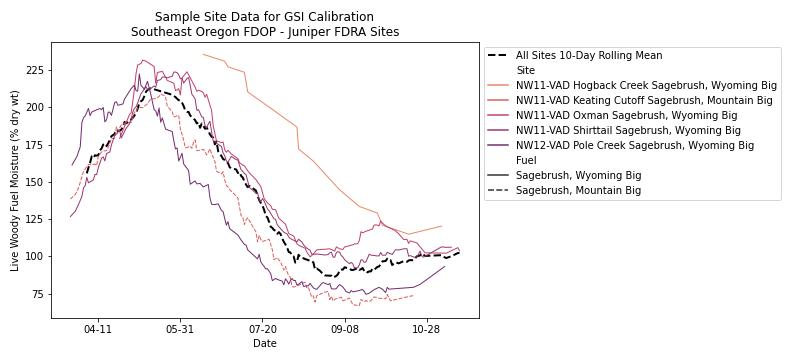 Sample Site Data for GSI Calibration
Southeast Oregon FDOP - Juniper FDRA Sites
Live Woody Fuel Moisture (% dry wt)
225
200
175
150
125
100
75
04-11
05-31
07-20
09-08
10-28
Date
All Sites 10-Day Rolling Mean
Site
NW11-VAD Hogback Creek Sagebrush, Wyoming Big
NW11-VAD Keating Cutoff Sagebrush, Mountain Big
NW11-VAD Oxman Sagebrush, Wyoming Big
NW11-VAD Shirttail Sagebrush, Wyoming Big
NW12-VAD Pole Creek Sagebrush, Wyoming Big
Fuel
Sagebrush, Wyoming Big
Sagebrush, Mountain Big